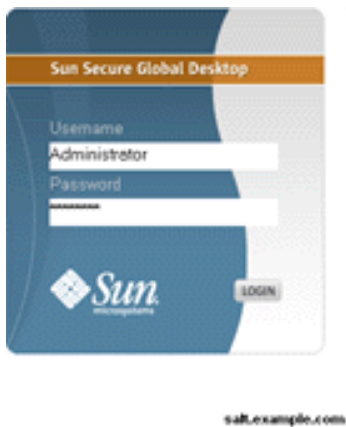 Sun Secure Global Desktop
Username
Administrator
Password
Sun
microsystems
LOGIN
salt.example.com